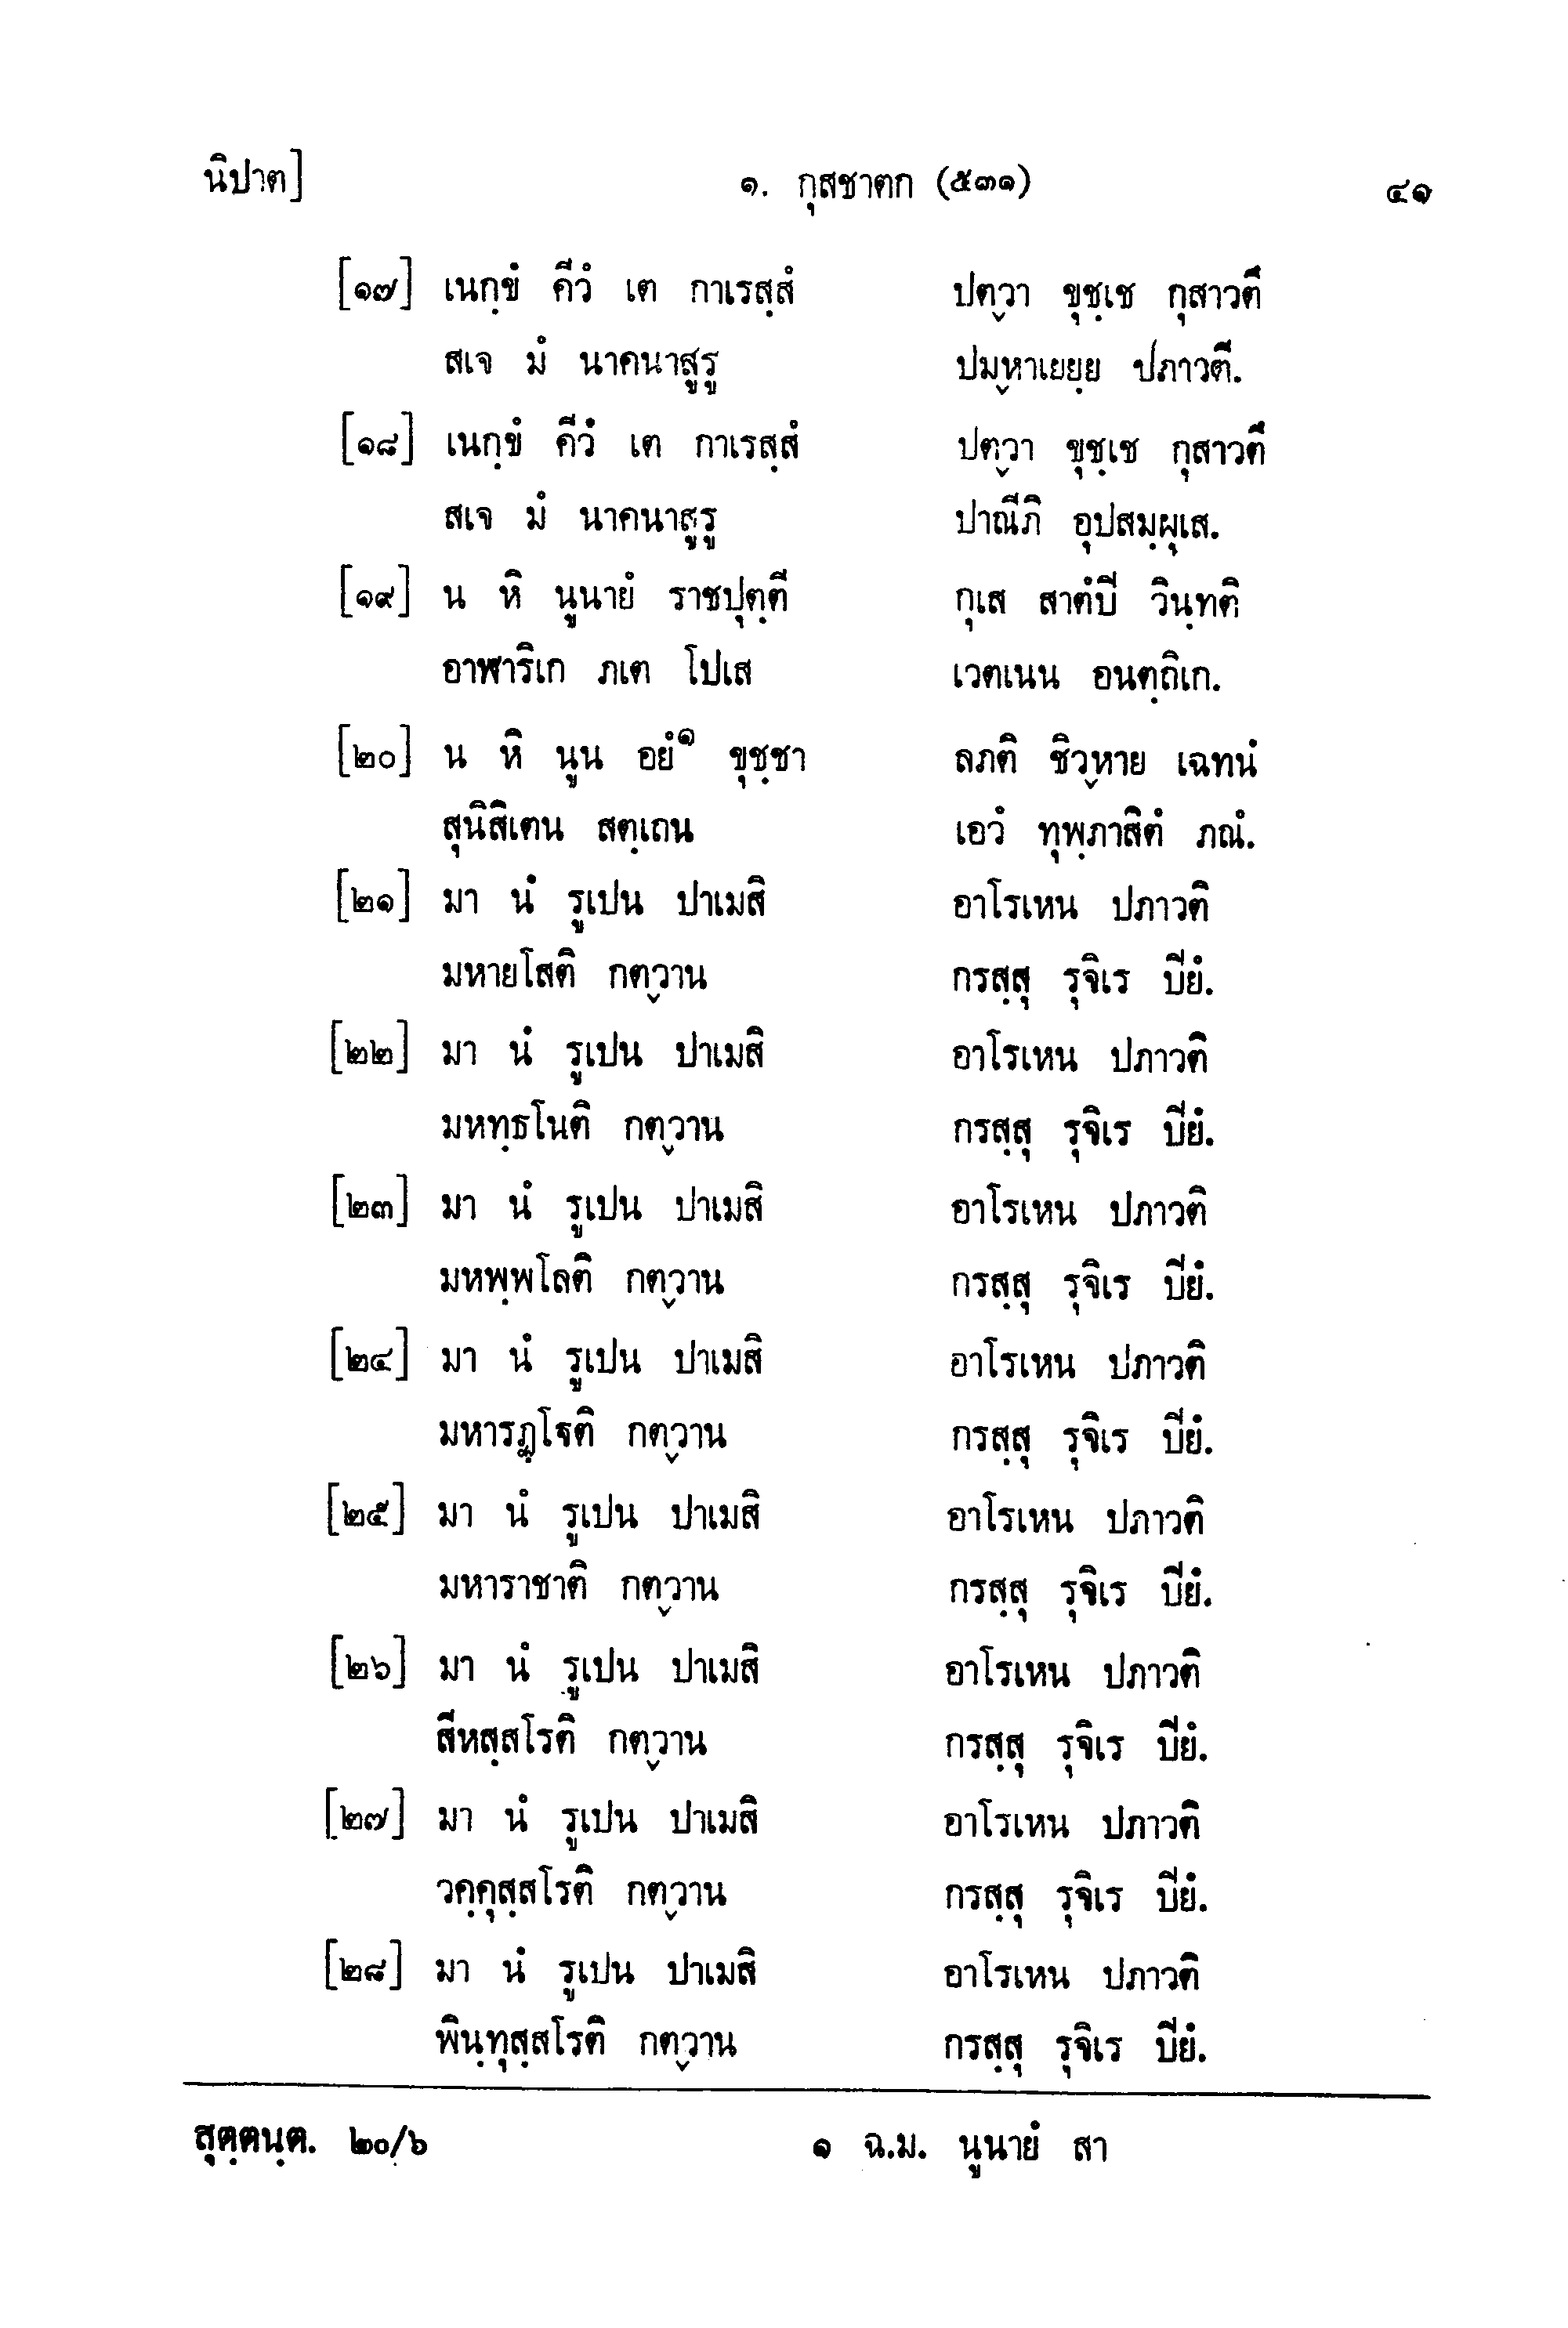 นิปาต] ๑. กุสชาตก (๕๓๑) ๔๑
[๑๗] เนกฺขํ คีวํ เต กาเรสฺสํ ปตฺวา ขุชฺเช กุสาวตึ
สเจ มํ นาคนาสูรู ปมฺหาเยยฺย ปภาวตี.
[๑๘] เนกฺขํ คีวํ เต กาเรสฺสํ ปตฺวา ขุชฺเช กุสาวตึ
สเจ มํ นาคนาสูรู ปาณีภิ อุปสมฺผุเส.
[๑๙] น หิ นูนายํ ราชปุตฺตี กุเส สาตํปี วินฺทติ
อาฬาริเก ภเต โปเส เวตเนน อนตฺถิเก.
[๒๐] น หิ นูน อยํ๑ ขุชฺชา ลภติ ชิวฺหาย เฉทนํ
สุนิสิเตน สตฺเถน เอวํ ทุพฺภาสิตํ ภณํ.
[๒๑] มา นํ รูเปน ปาเมสิ อาโรเหน ปภาวติ
มหายโสติ กตฺวาน กรสฺสุ รุจิเร ปิยํ.
[๒๒] มา นํ รูเปน ปาเมสิ อาโรเหน ปภาวติ
มหทฺธโนติ กตฺวาน กรสฺสุ รุจิเร ปิยํ.
[๒๓] มา นํ รูเปน ปาเมสิ อาโรเหน ปภาวติ
มหพฺพโลติ กตฺวาน กรสฺสุ รุจิเร ปิยํ.
[๒๔] มา นํ รูเปน ปาเมสิ อาโรเหน ปภาวติ
มหารฏฺโฐติ กตฺวาน กรสฺสุ รุจิเร ปิยํ.
[๒๕] มา นํ รูเปน ปาเมสิ อาโรเหน ปภาวติ
มหาราชาติ กตฺวาน กรสฺสุ รุจิเร ปิยํ.
[๒๖] มา นํ รูเปน ปาเมสิ อาโรเหน ปภาวติ
สีหสฺสโรติ กตฺวาน กรสฺสุ รุจิเร ปิยํ.
[๒๗] มา นํ รูเปน ปาเมสิ อาโรเหน ปภาวติ
วคฺคุสฺสโรติ กตฺวาน กรสฺสุ รุจิเร ปิยํ.
[๒๘] มา นํ รูเปน ปาเมสิ อาโรเหน ปภาวติ
พินฺทุสฺสโรติ กตฺวาน กรสฺสุ รุจิเร ปิยํ.
สุตฺตนฺต. ๒๐/๖ ๑ ฉ.ม. นูนายํ สา